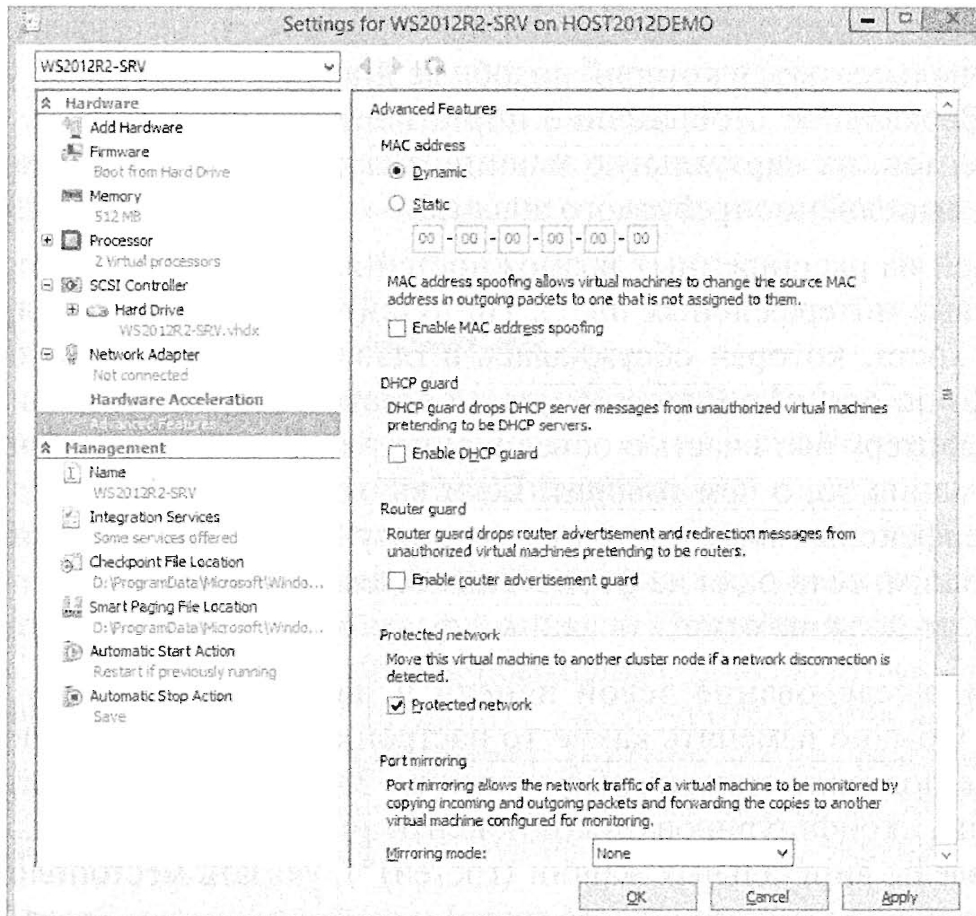 Settings for WS2012R2-SRV on HOST2012DEMO
WS2012R2-SRV
Hardware
Add Hardware
Firmware
Boot from Hard Drive
Memory
512 MB
Processor
2 Virtual processors
SCSI Controller
Hard Drive
WS2012R2-SRV.vhdx
Network Adapter
Not connected
Hardware Acceleration
Advanced Features
Management
Name
WS2012R2-SRV
Integration Services
Some services offered
Checkpoint File Location
D:\ProgramData\Microsoft\Windo...
Smart Paging File Location
D:\ProgramData\Microsoft\Windo...
Automatic Start Action
Restart if previously running
Automatic Stop Action
Save
Advanced Features
MAC address
Dynamic
Static
00 - 00 - 00 - 00 - 00 - 00
MAC address spoofing allows virtual machines to change the source MAC
address in outgoing packets to one that is not assigned to them.
Enable MAC address spoofing
DHCP guard
DHCP guard drops DHCP server messages from unauthorized virtual machines
pretending to be DHCP servers.
Enable DHCP guard
Router guard
Router guard drops router advertisement and redirection messages from
unauthorized virtual machines pretending to be routers.
Enable router advertisement guard
Protected network
Move this virtual machine to another cluster node if a network disconnection is
detected.
Protected network
Port mirroring
Port mirroring allows the network traffic of a virtual machine to be monitored by
copying incoming and outgoing packets and forwarding the copies to another
virtual machine configured for monitoring.
Mirroring mode:
None
OK
Cancel
Apply